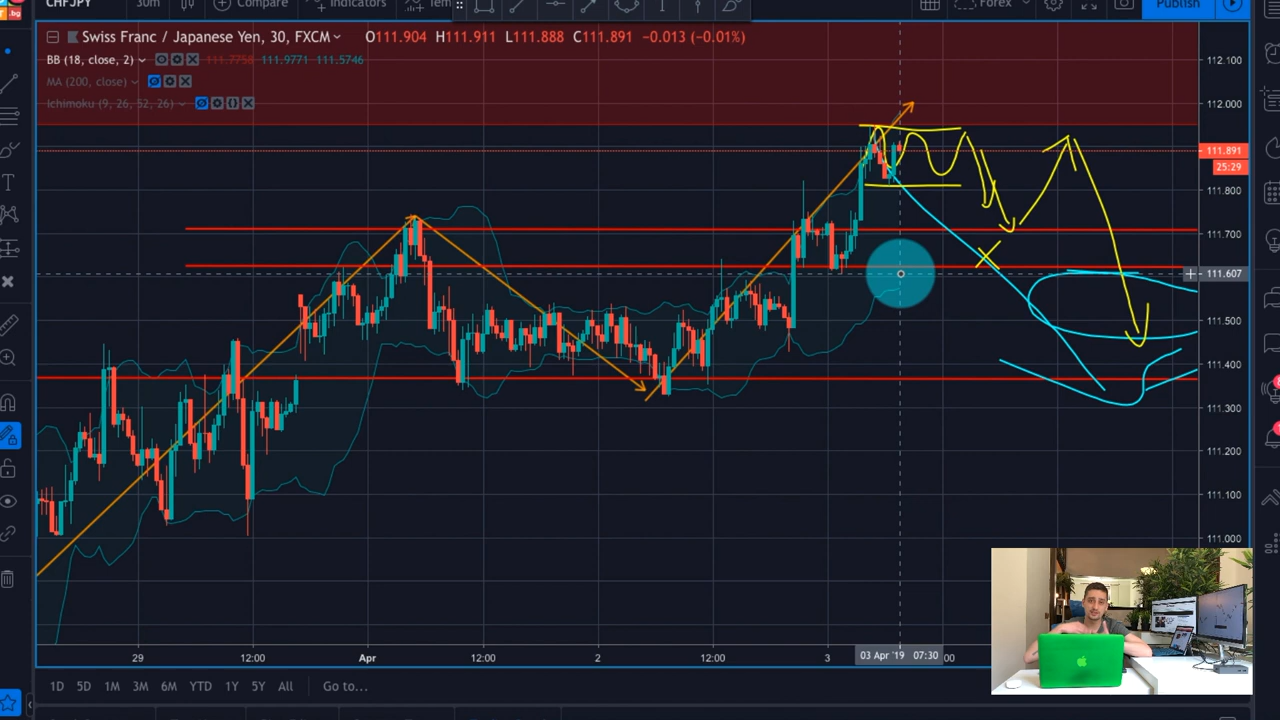 CHFJPY 30m Compare Indicators Tem Forex Publish
Swiss Franc / Japanese Yen, 30, FXCM O111.904 H111.911 L111.888 C111.891 −0.013 (−0.01%)
BB (18, close, 2) 111.7758 111.9771 111.5746
MA (200, close)
Ichimoku (9, 26, 52, 26)
112.100
112.000
111.891
25:29
111.800
111.700
111.607
111.500
111.400
111.300
111.200
111.100
111.000
29 12:00 Apr 12:00 2 12:00 3 03 Apr '19 07:30 :00
1D 5D 1M 3M 6M YTD 1Y 5Y All Go to...